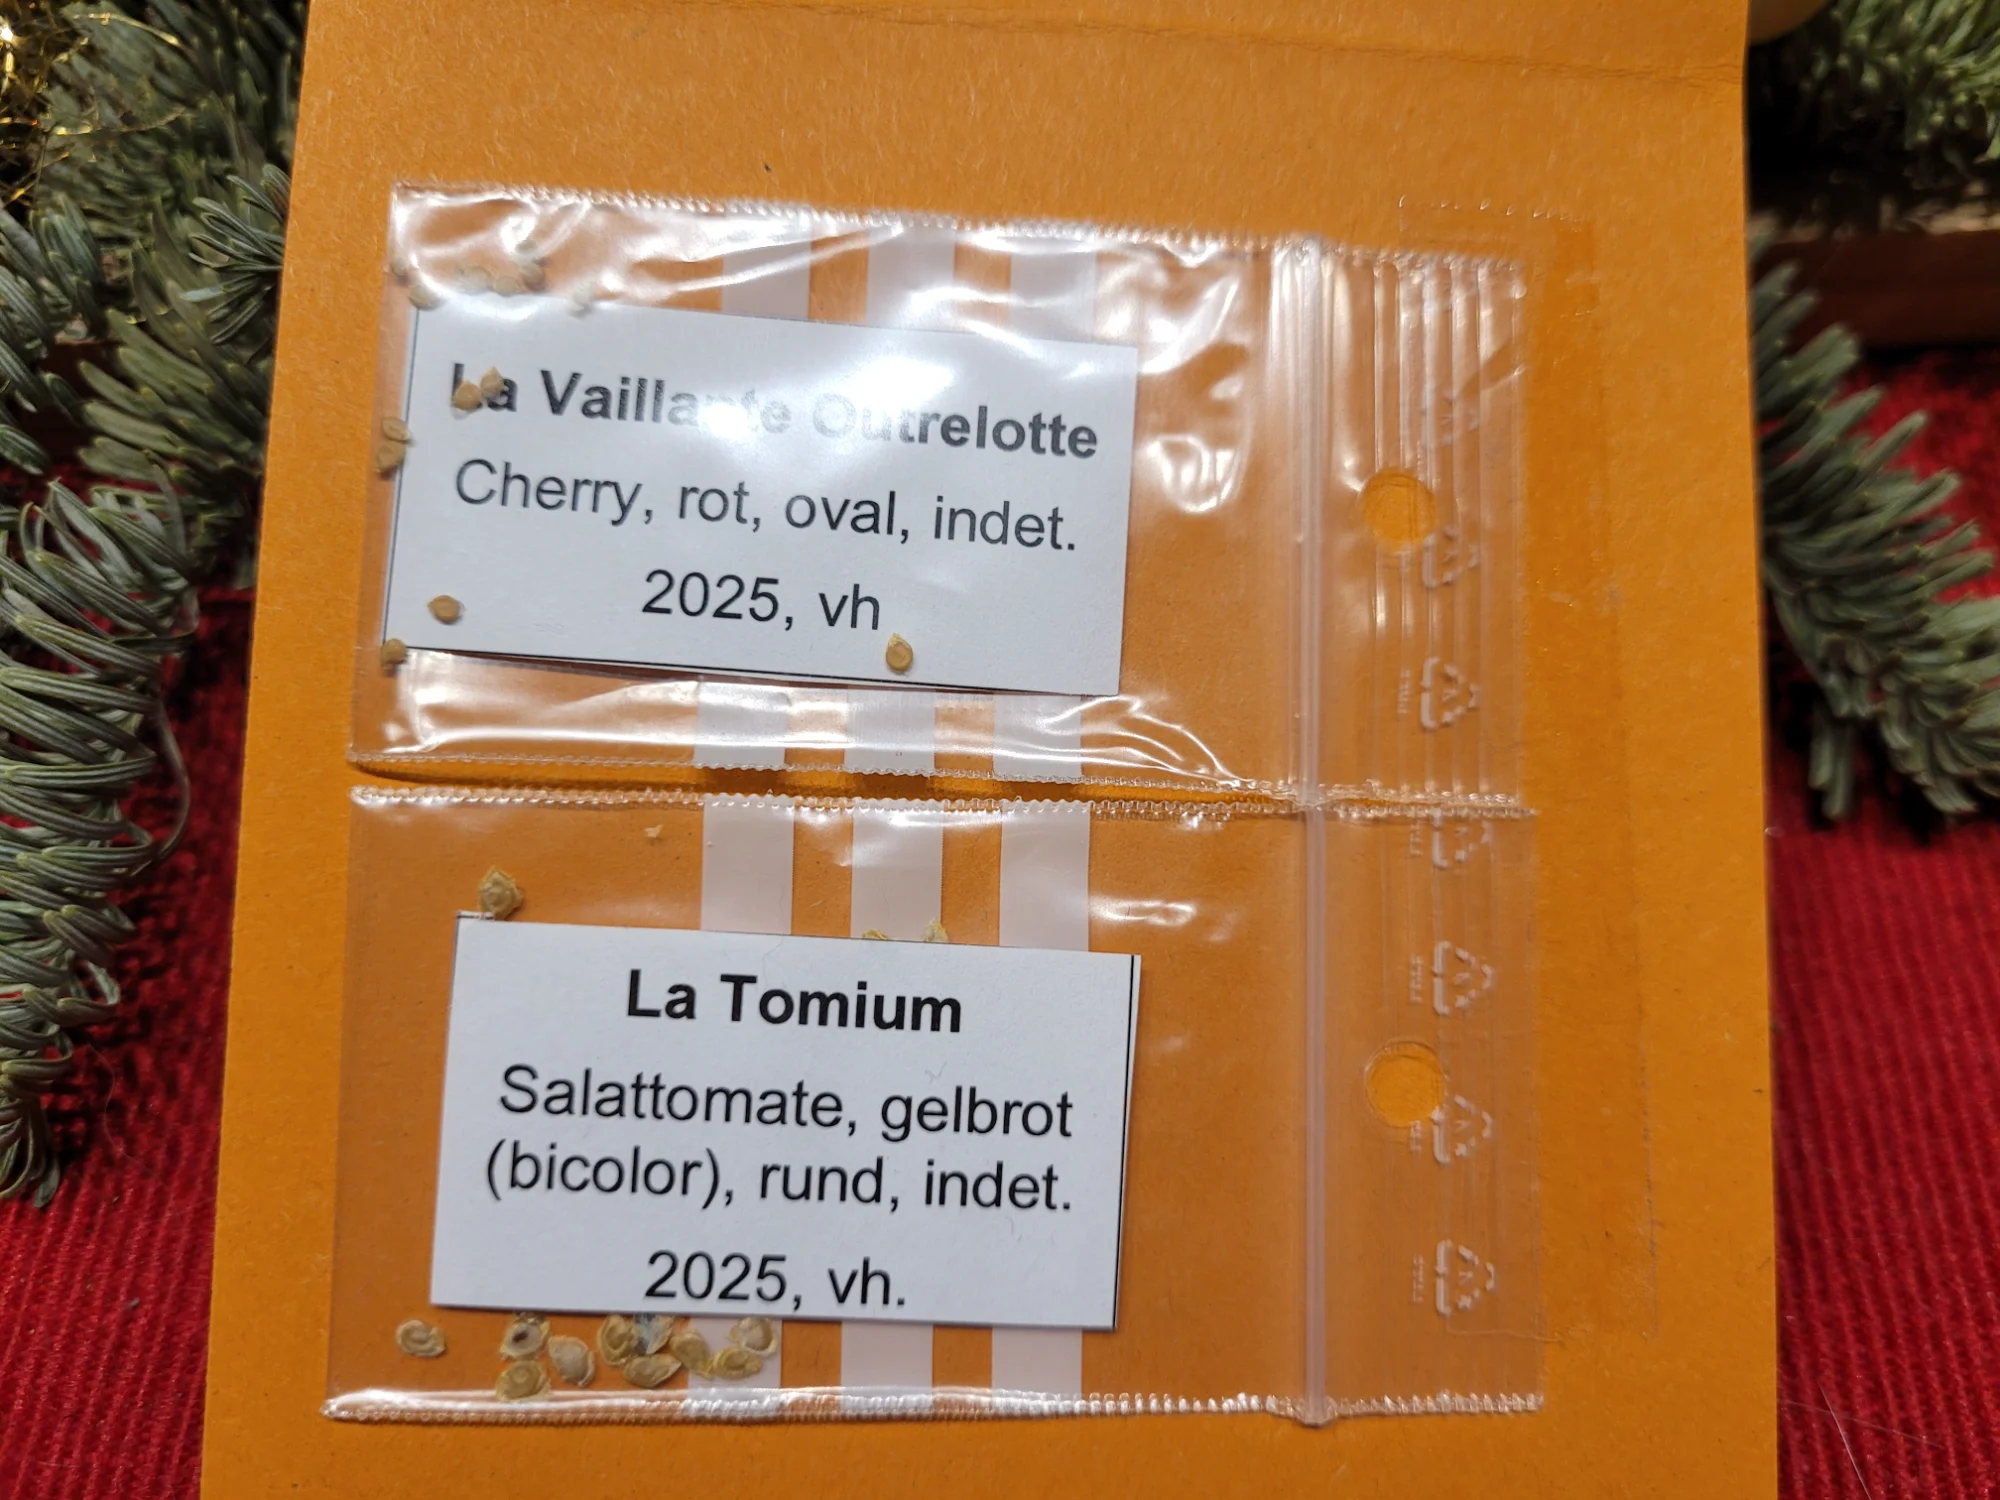 La Vaillante Outrelotte
Cherry, rot, oval, indet.
2025, vh
La Tomium
Salattomate, gelbrot
(bicolor), rund, indet.
2025, vh.